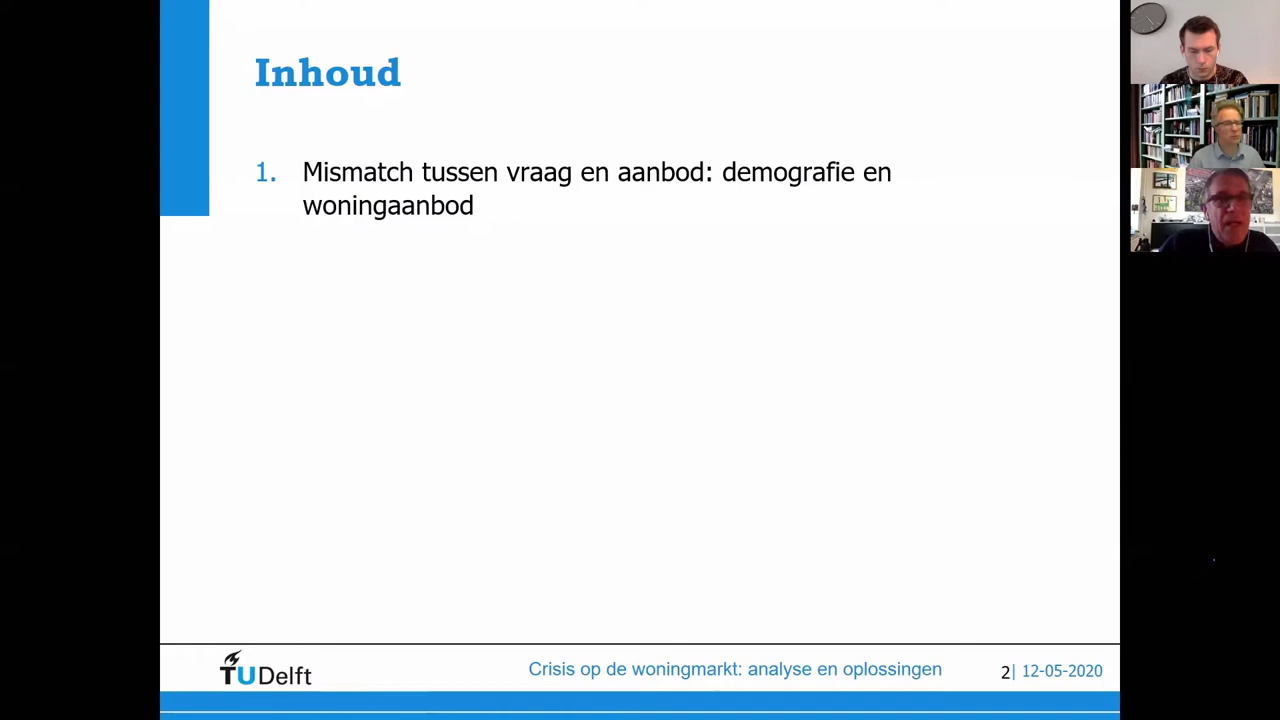 Inhoud
1. Mismatch tussen vraag en aanbod: demografie en
woningaanbod
TUDelft
Crisis op de woningmarkt: analyse en oplossingen
2| 12-05-2020